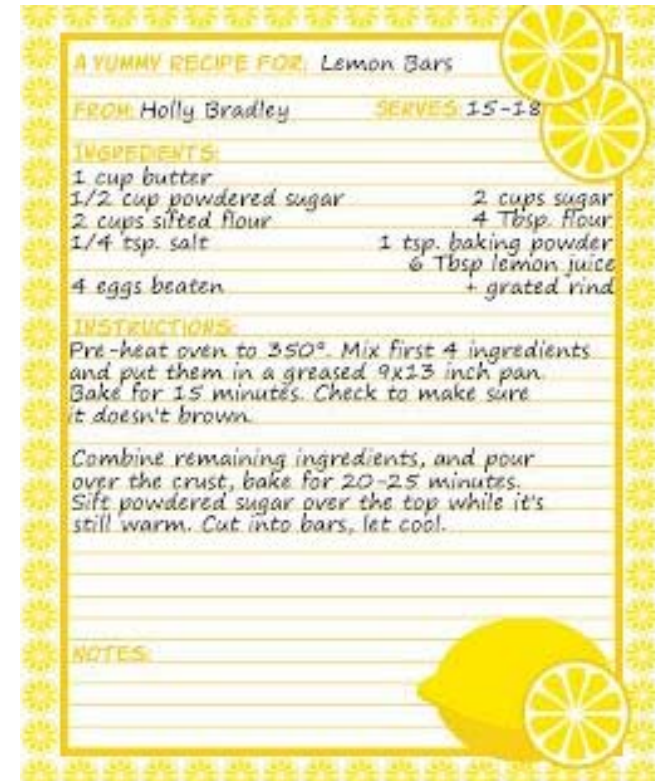 A YUMMY RECIPE FOR: Lemon Bars
FROM: Holly Bradley SERVES: 15-18
INGREDIENTS:
1 cup butter
1/2 cup powdered sugar 2 cups sugar
2 cups sifted flour 4 Tbsp. flour
1/4 tsp. salt 1 tsp. baking powder
6 Tbsp lemon juice
4 eggs beaten + grated rind
INSTRUCTIONS:
Pre-heat oven to 350°. Mix first 4 ingredients
and put them in a greased 9x13 inch pan.
Bake for 15 minutes. Check to make sure
it doesn't brown.
Combine remaining ingredients, and pour
over the crust, bake for 20-25 minutes.
Sift powdered sugar over the top while it's
still warm. Cut into bars, let cool.
NOTES: